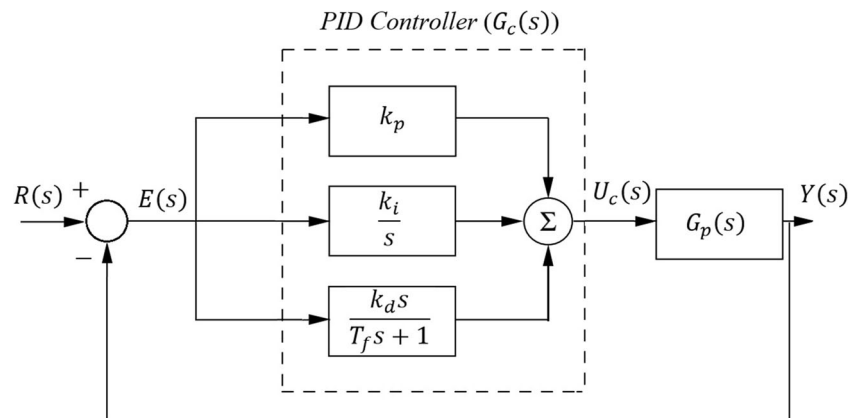 PID Controller (G_c(s))
k_p
R(s) + E(s) k_i/s Σ U_c(s) G_p(s) Y(s)
−
k_d s/(T_f s + 1)